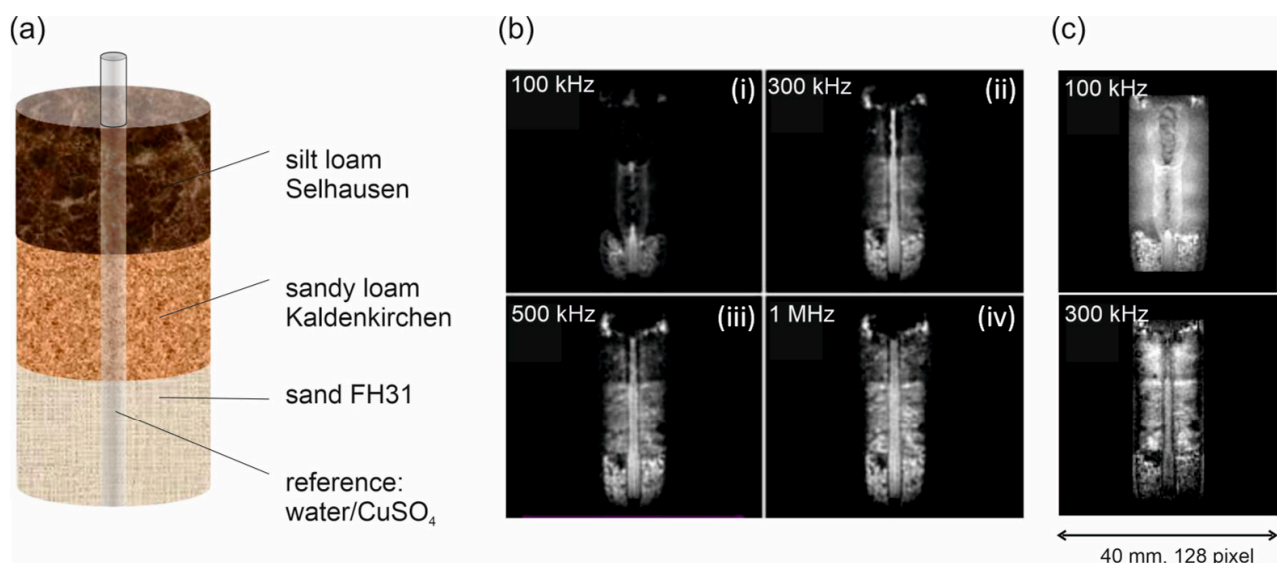 (a)
silt loam
Selhausen
sandy loam
Kaldenkirchen
sand FH31
reference:
water/CuSO₄
(b)
100 kHz
(i)
300 kHz
(ii)
500 kHz
(iii)
1 MHz
(iv)
(c)
100 kHz
300 kHz
40 mm, 128 pixel